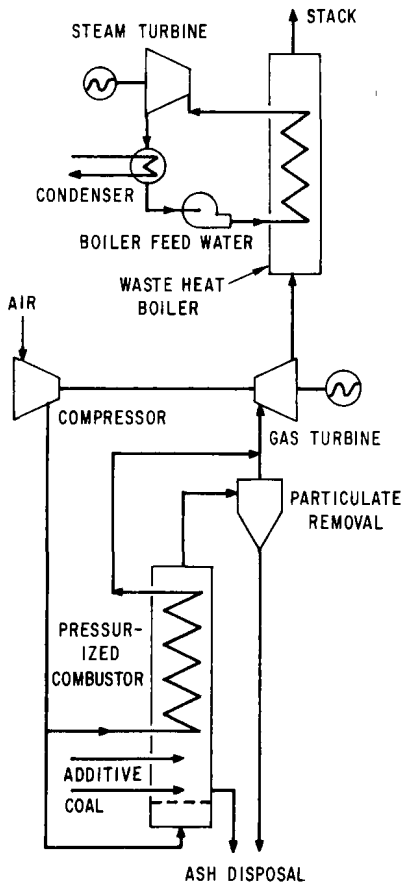 STACK
STEAM TURBINE
CONDENSER
BOILER FEED WATER
WASTE HEAT
BOILER
AIR
COMPRESSOR
GAS TURBINE
PARTICULATE
REMOVAL
PRESSUR-
IZED
COMBUSTOR
ADDITIVE
COAL
ASH DISPOSAL